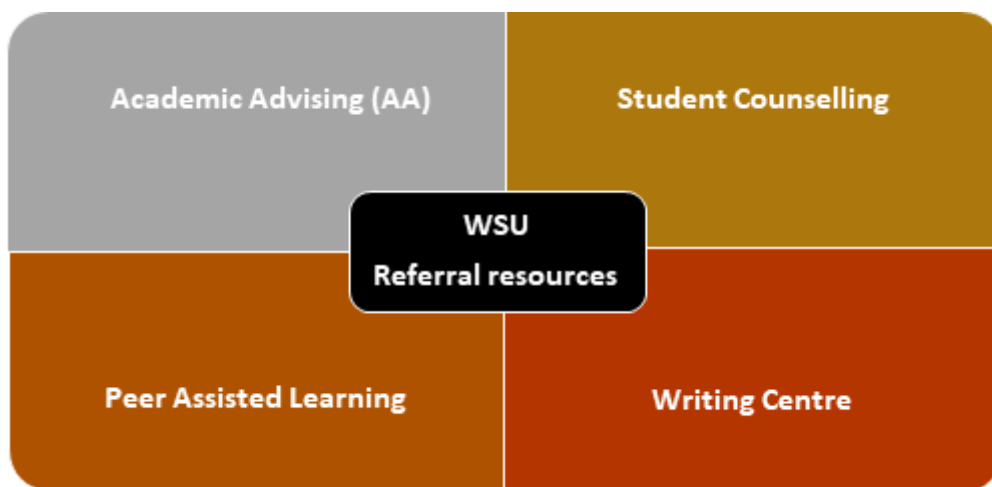 Academic Advising (AA)
Student Counselling
WSU
Referral resources
Peer Assisted Learning
Writing Centre